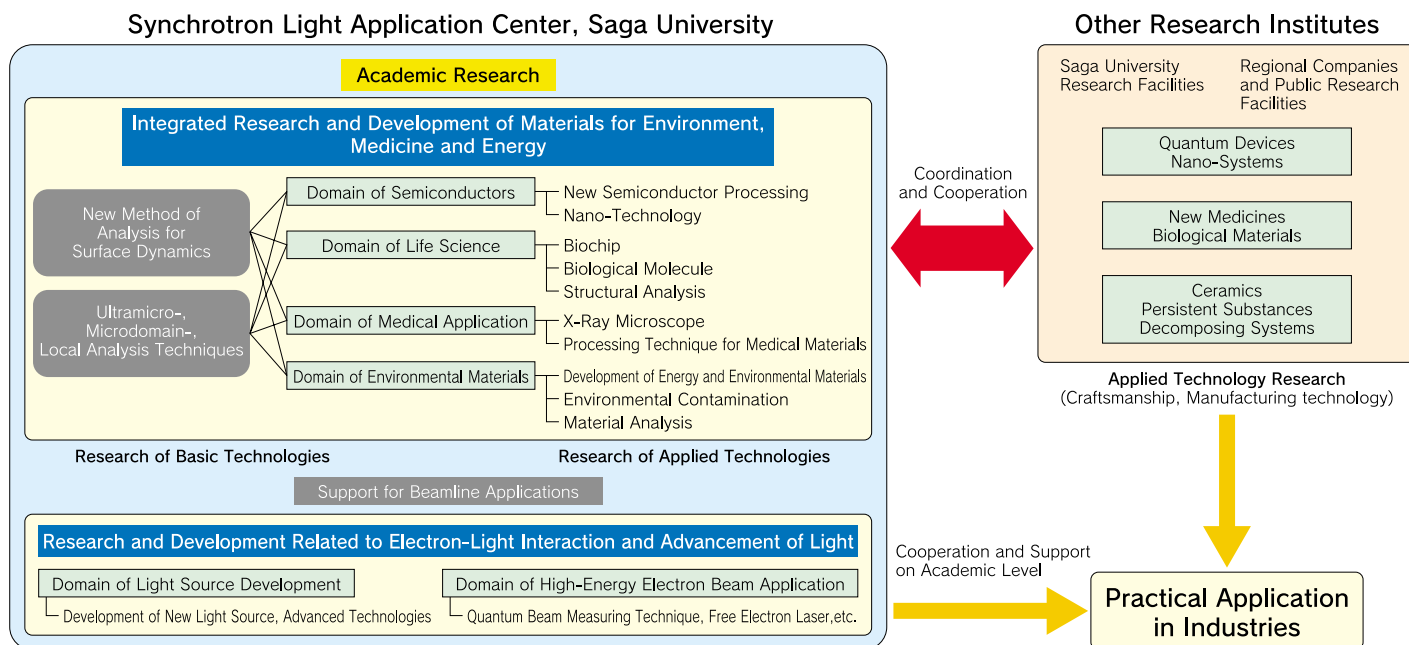 Synchrotron Light Application Center, Saga University
Academic Research
Integrated Research and Development of Materials for Environment,
Medicine and Energy
New Method of
Analysis for
Surface Dynamics
Ultramicro-,
Microdomain-,
Local Analysis Techniques
Domain of Semiconductors
New Semiconductor Processing
Nano-Technology
Domain of Life Science
Biochip
Biological Molecule
Structural Analysis
Domain of Medical Application
X-Ray Microscope
Processing Technique for Medical Materials
Domain of Environmental Materials
Development of Energy and Environmental Materials
Environmental Contamination
Material Analysis
Research of Basic Technologies
Research of Applied Technologies
Support for Beamline Applications
Research and Development Related to Electron-Light Interaction and Advancement of Light
Domain of Light Source Development
Development of New Light Source, Advanced Technologies
Domain of High-Energy Electron Beam Application
Quantum Beam Measuring Technique, Free Electron Laser,etc.
Coordination
and Cooperation
Other Research Institutes
Saga University
Research Facilities
Regional Companies
and Public Research
Facilities
Quantum Devices
Nano-Systems
New Medicines
Biological Materials
Ceramics
Persistent Substances
Decomposing Systems
Applied Technology Research
(Craftsmanship, Manufacturing technology)
Cooperation and Support
on Academic Level
Practical Application
in Industries